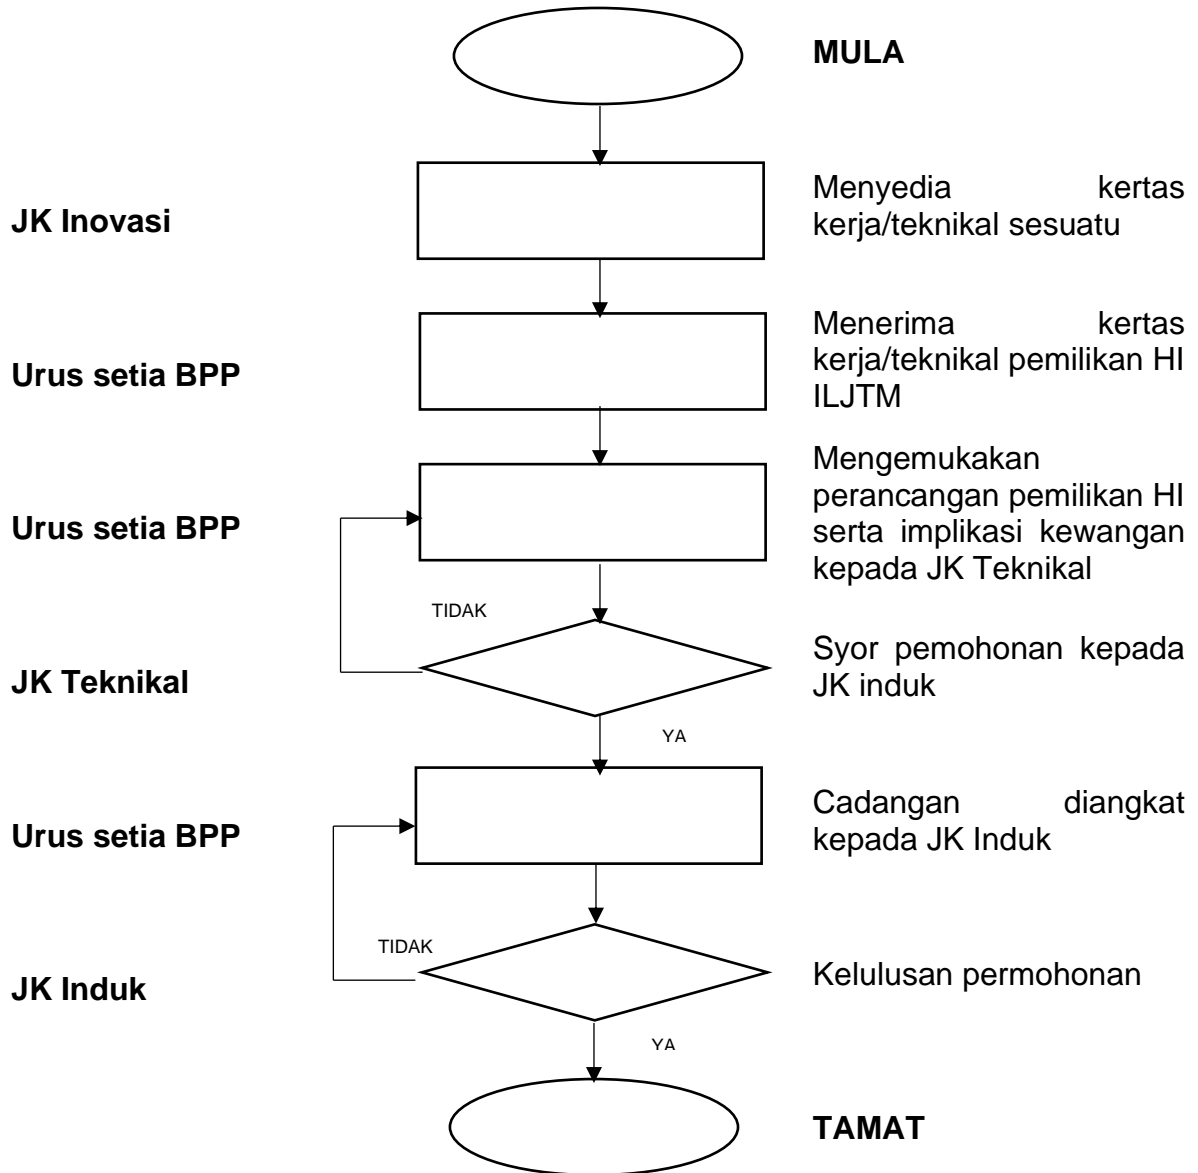 MULA
JK Inovasi
Menyedia kertas
kerja/teknikal sesuatu
Urus setia BPP
Menerima kertas
kerja/teknikal pemilikan HI
ILJTM
Urus setia BPP
Mengemukakan
perancangan pemilikan HI
serta implikasi kewangan
kepada JK Teknikal
TIDAK
JK Teknikal
Syor pemohonan kepada
JK induk
YA
Urus setia BPP
Cadangan diangkat
kepada JK Induk
TIDAK
JK Induk
Kelulusan permohonan
YA
TAMAT